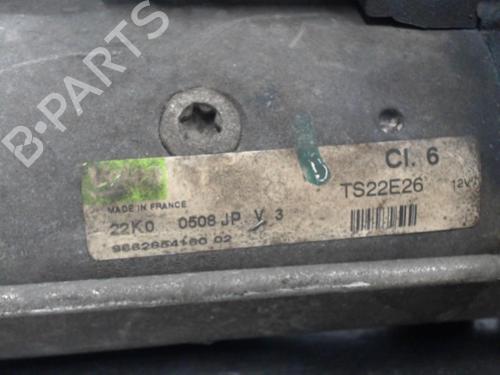 B-PARTS
Cl. 6
TS22E26 12V
MADE IN FRANCE
22K0 0508 JP V 3
9662854180 02